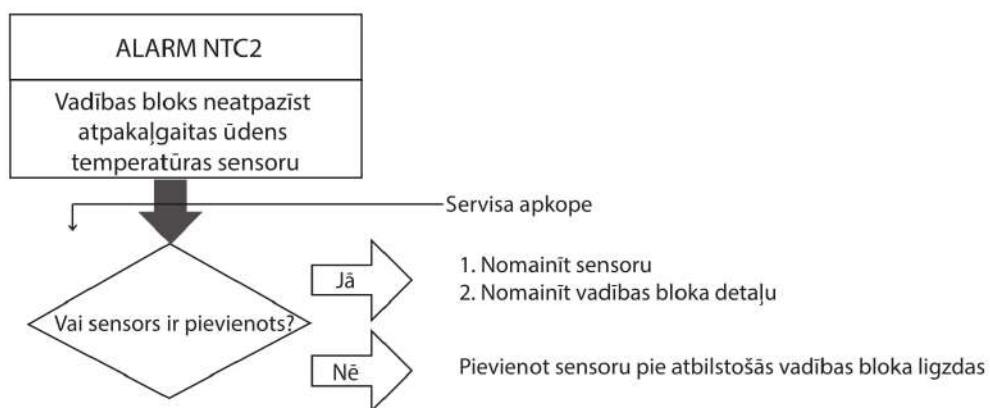 ALARM NTC2
Vadības bloks neatpazīst
atpakaļgaitas ūdens
temperatūras sensoru
Servisa apkope
Vai sensors ir pievienots?
Jā
1. Nomainīt sensoru
2. Nomainīt vadības bloka detaļu
Nē
Pievienot sensoru pie atbilstošās vadības bloka ligzdas